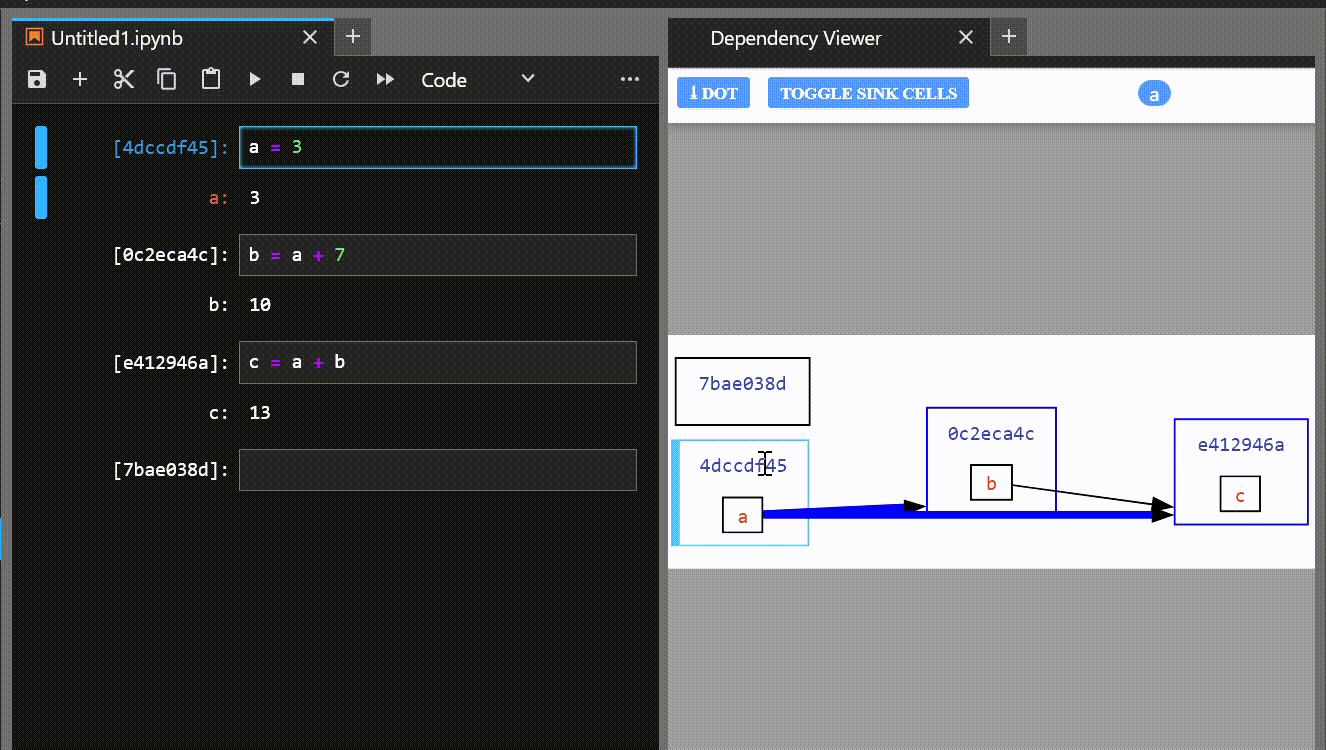 Untitled1.ipynb
Code
[4dccdf45]: a = 3
a: 3
[0c2eca4c]: b = a + 7
b: 10
[e412946a]: c = a + b
c: 13
[7bae038d]:
Dependency Viewer
⤓ DOT TOGGLE SINK CELLS a
7bae038d
4dccdf45
a
0c2eca4c
b
e412946a
c